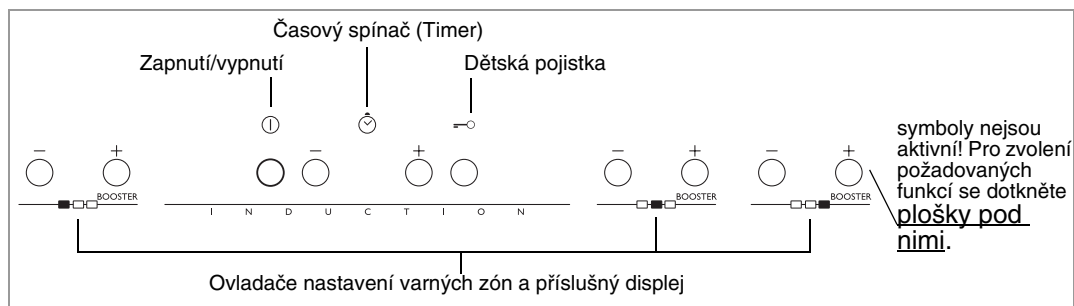 Časový spínač (Timer)
Zapnutí/vypnutí
Dětská pojistka
symboly nejsou
aktivní! Pro zvolení
požadovaných
funkcí se dotkněte
plošky pod
nimi.
− + − + − + − +
BOOSTER BOOSTER BOOSTER
I N D U C T I O N
Ovladače nastavení varných zón a příslušný displej